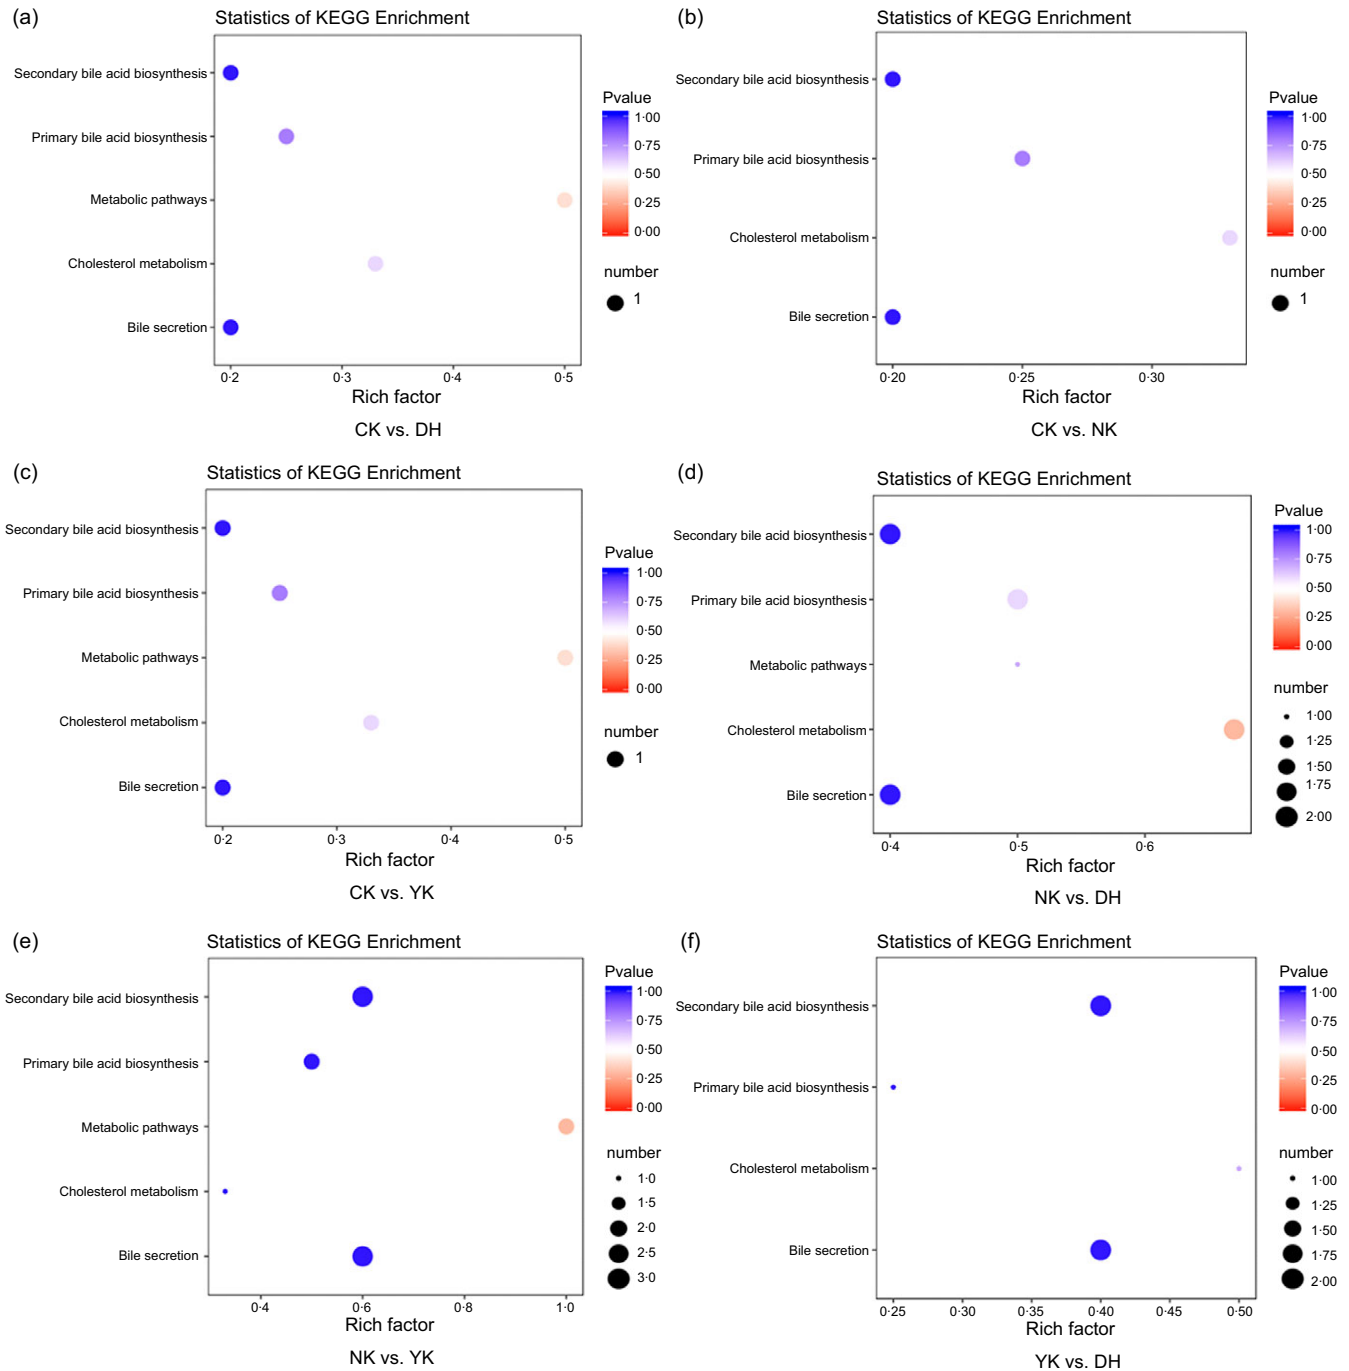 (a)
Statistics of KEGG Enrichment
Secondary bile acid biosynthesis
Primary bile acid biosynthesis
Metabolic pathways
Cholesterol metabolism
Bile secretion
0·2 0·3 0·4 0·5
Rich factor
CK vs. DH
Pvalue
1·00
0·75
0·50
0·25
0·00
number
1
(b)
Statistics of KEGG Enrichment
Secondary bile acid biosynthesis
Primary bile acid biosynthesis
Cholesterol metabolism
Bile secretion
0·20 0·25 0·30
Rich factor
CK vs. NK
Pvalue
1·00
0·75
0·50
0·25
0·00
number
1
(c)
Statistics of KEGG Enrichment
Secondary bile acid biosynthesis
Primary bile acid biosynthesis
Metabolic pathways
Cholesterol metabolism
Bile secretion
0·2 0·3 0·4 0·5
Rich factor
CK vs. YK
Pvalue
1·00
0·75
0·50
0·25
0·00
number
1
(d)
Statistics of KEGG Enrichment
Secondary bile acid biosynthesis
Primary bile acid biosynthesis
Metabolic pathways
Cholesterol metabolism
Bile secretion
0·4 0·5 0·6
Rich factor
NK vs. DH
Pvalue
1·00
0·75
0·50
0·25
0·00
number
1·00
1·25
1·50
1·75
2·00
(e)
Statistics of KEGG Enrichment
Secondary bile acid biosynthesis
Primary bile acid biosynthesis
Metabolic pathways
Cholesterol metabolism
Bile secretion
0·4 0·6 0·8 1·0
Rich factor
NK vs. YK
Pvalue
1·00
0·75
0·50
0·25
0·00
number
1·0
1·5
2·0
2·5
3·0
(f)
Statistics of KEGG Enrichment
Secondary bile acid biosynthesis
Primary bile acid biosynthesis
Cholesterol metabolism
Bile secretion
0·25 0·30 0·35 0·40 0·45 0·50
Rich factor
YK vs. DH
Pvalue
1·00
0·75
0·50
0·25
0·00
number
1·00
1·25
1·50
1·75
2·00